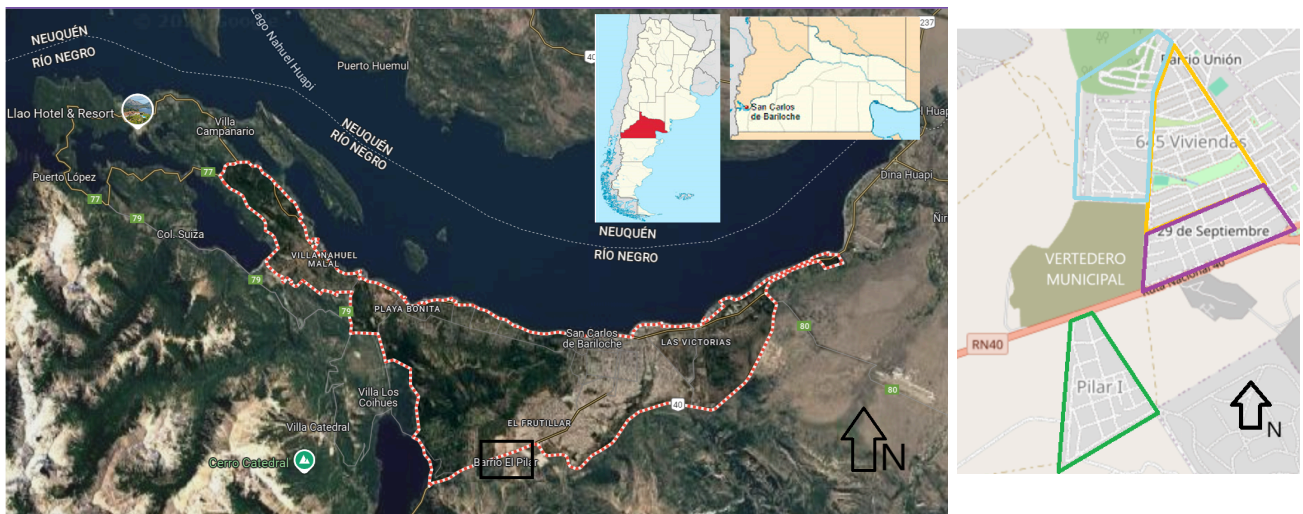 NEUQUÉN
RÍO NEGRO
Lago Nahuel Huapi
Puerto Huemul
40
237
San Carlos
de Bariloche
Llao Hotel & Resort
Villa
Campanario
NEUQUÉN
RÍO NEGRO
Puerto López
77
77
79
Col. Suiza
Dina Huapi
VILLA NAHUEL
MALAL
79
NEUQUÉN
RÍO NEGRO
79
PLAYA BONITA
San Carlos
de Bariloche
LAS VICTORIAS
80
80
Villa Los
Coihues
40
Villa Catedral
EL FRUTILLAR
Cerro Catedral
Barrio El Pilar
N
Parcio Unión
645 Viviendas
29 de Septiembre
VERTEDERO
MUNICIPAL
Ruta Nacional 40
RN40
Pilar I
N